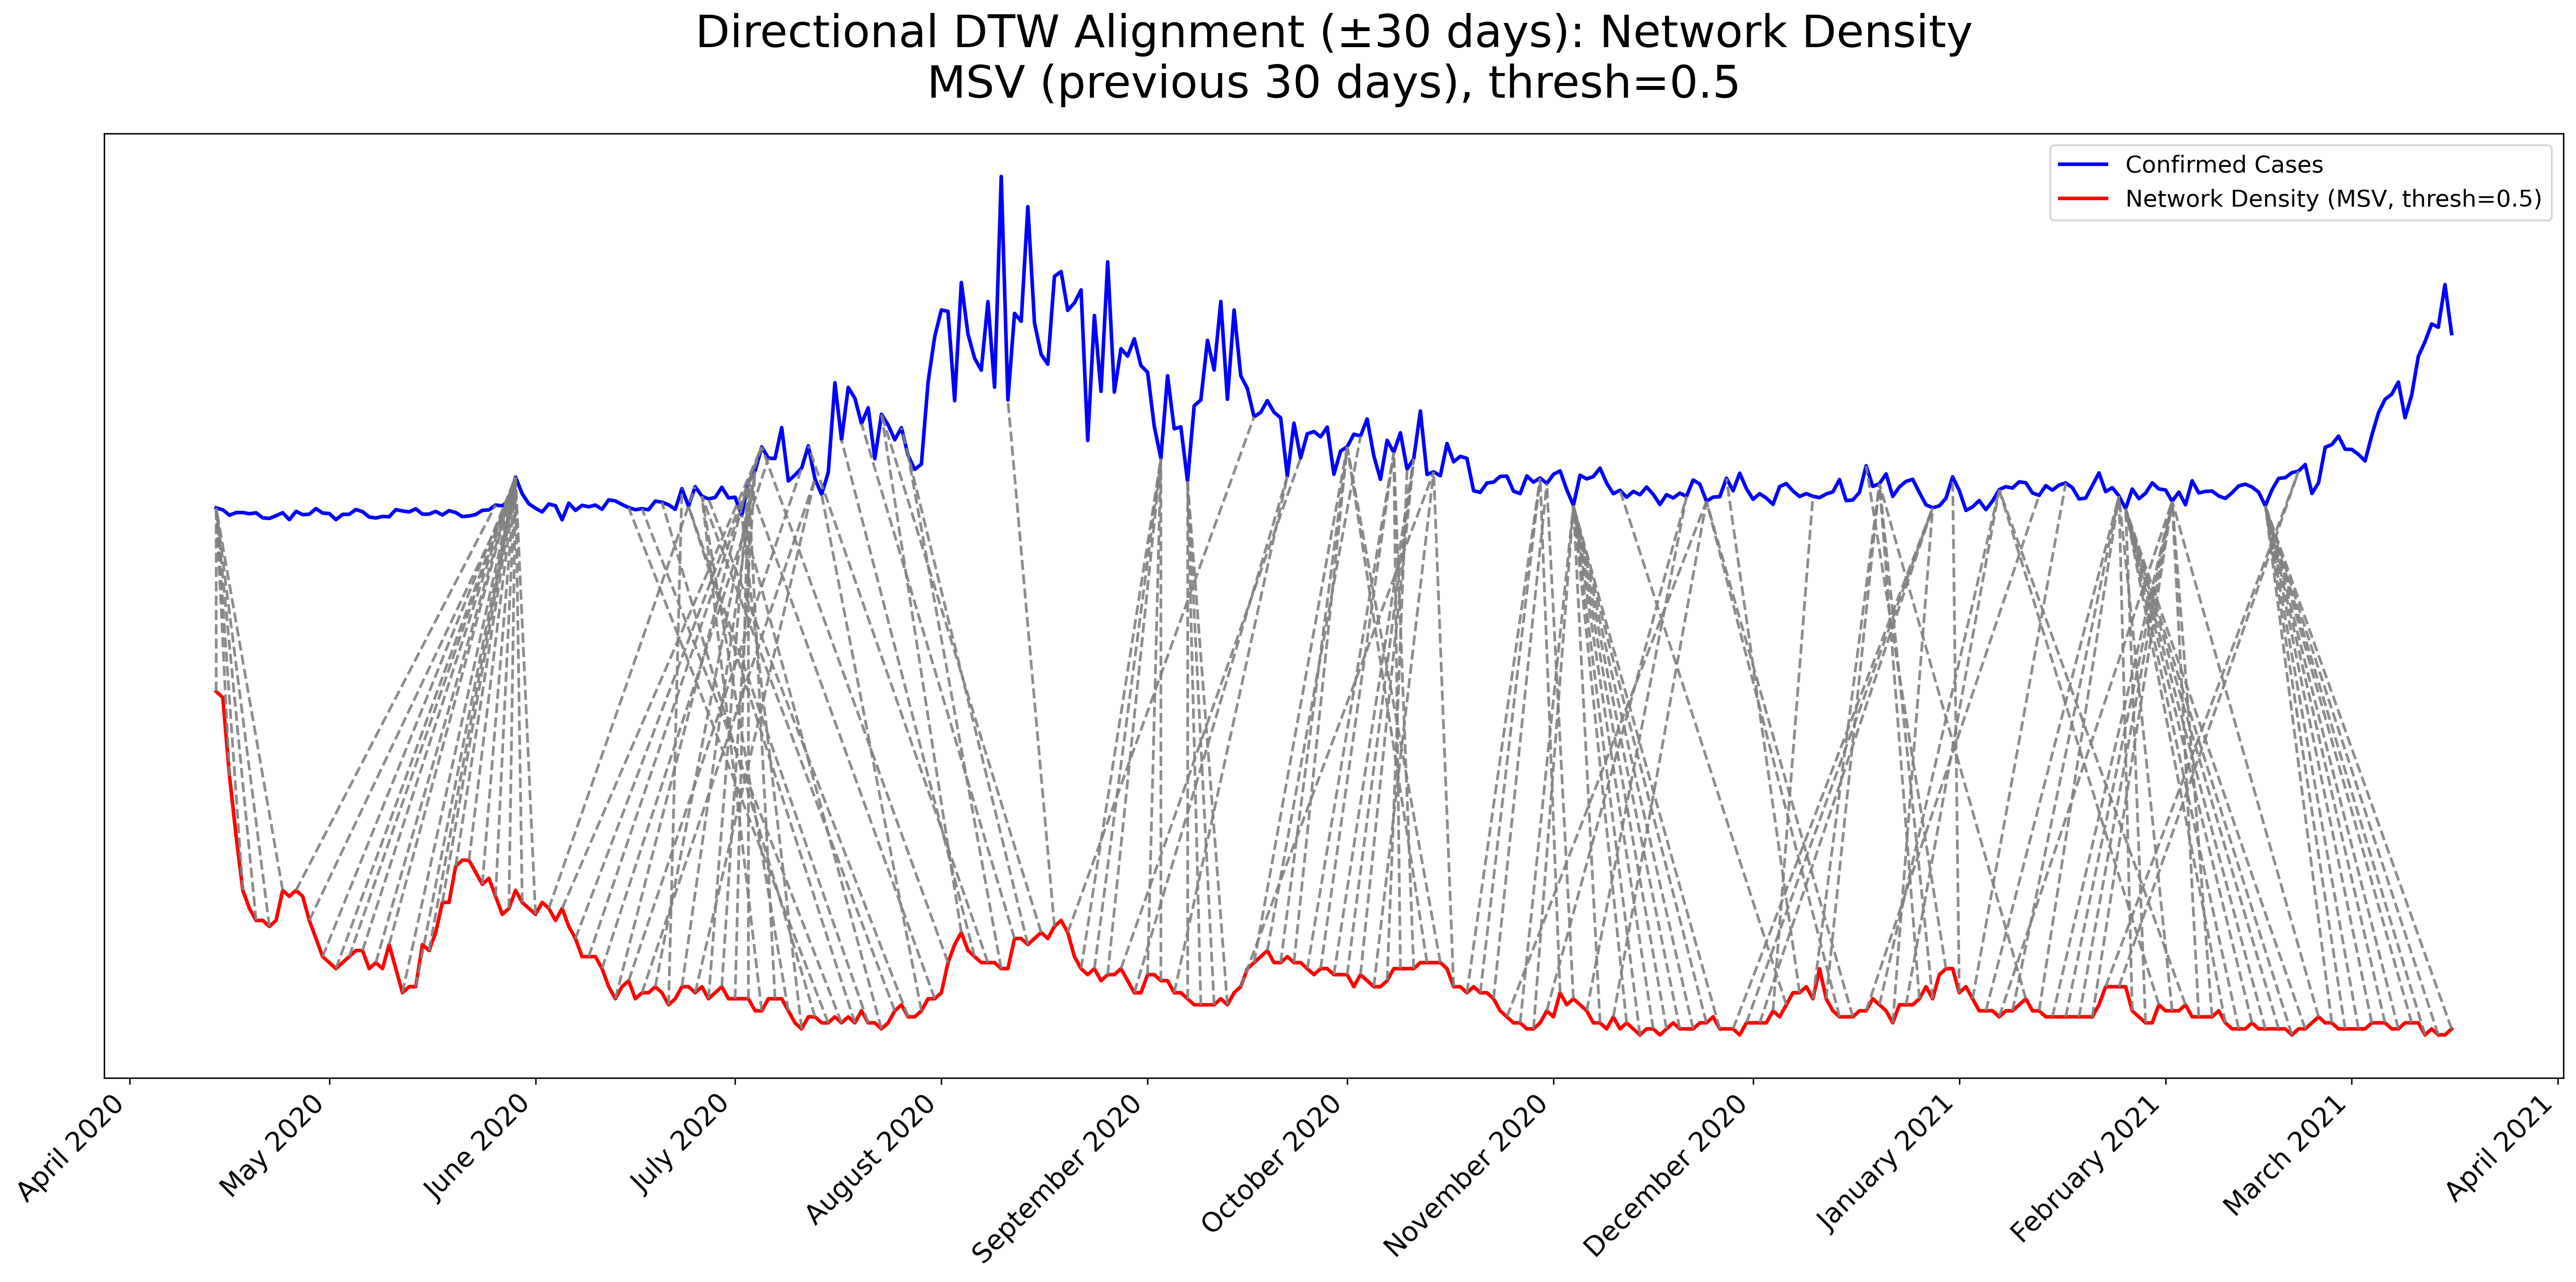 Directional DTW Alignment (±30 days): Network Density
MSV (previous 30 days), thresh=0.5
Confirmed Cases
Network Density (MSV, thresh=0.5)
April 2020
May 2020
June 2020
July 2020
August 2020
September 2020
October 2020
November 2020
December 2020
January 2021
February 2021
March 2021
April 2021